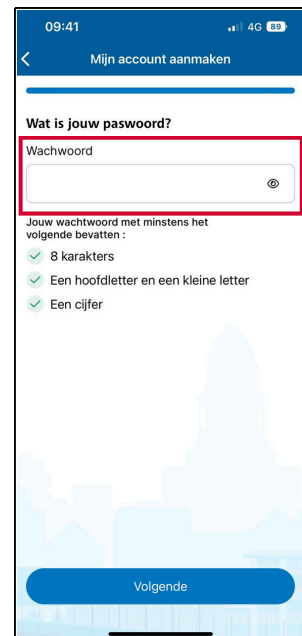 09:41
4G 89
Mijn account aanmaken
Wat is jouw paswoord?
Wachwoord
Jouw wachtwoord met minstens het
volgende bevatten :
8 karakters
Een hoofdletter en een kleine letter
Een cijfer
Volgende